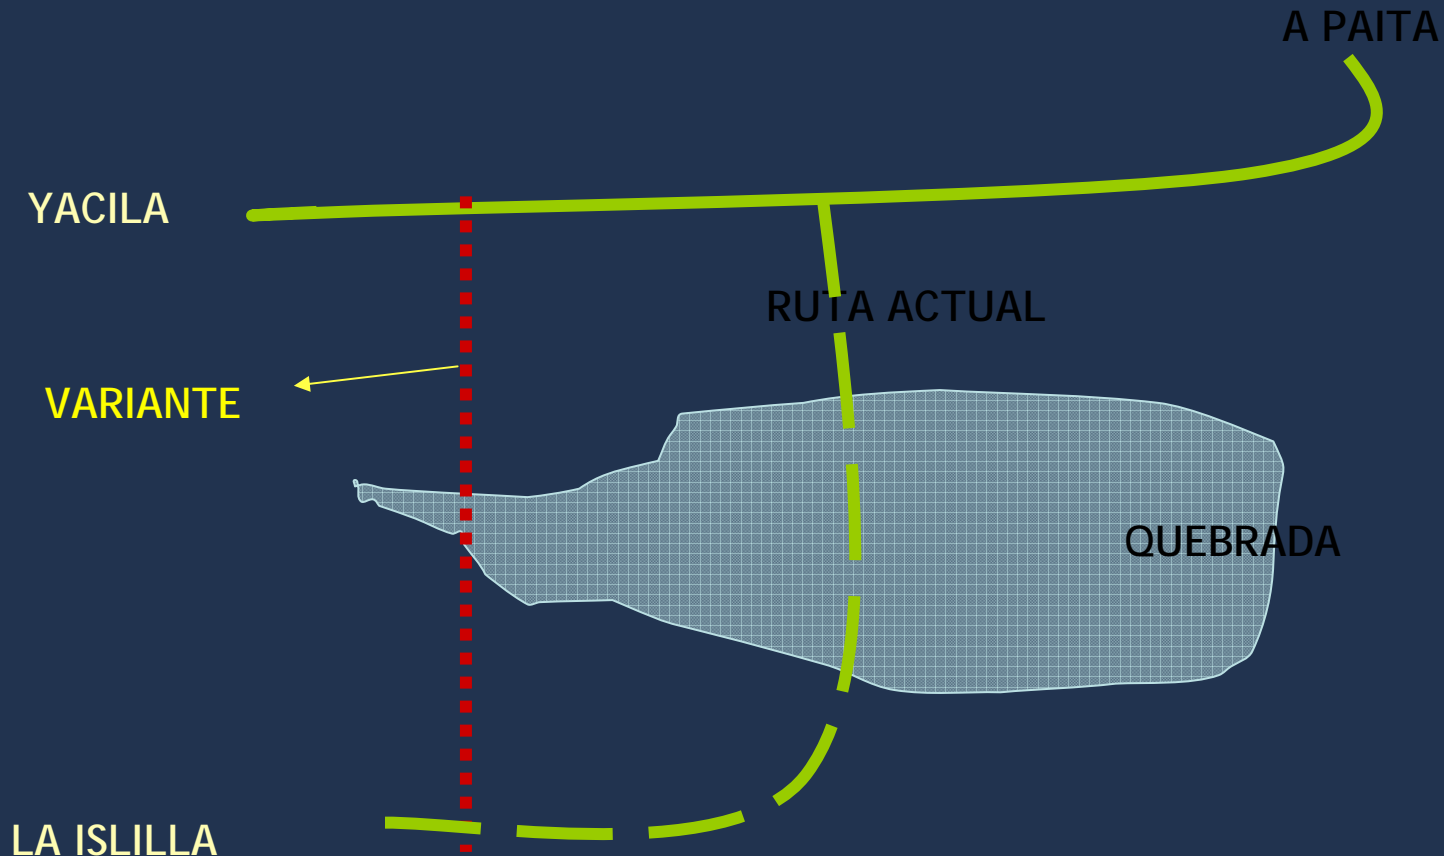 A PAITA
YACILA
RUTA ACTUAL
VARIANTE
QUEBRADA
LA ISLILLA